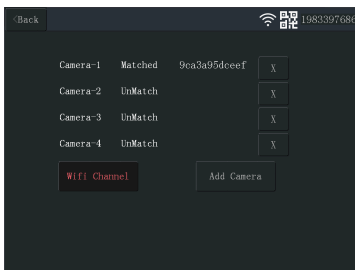 <Back 1983397686
Camera-1 Matched 9ca3a95dceef X
Camera-2 UnMatch X
Camera-3 UnMatch X
Camera-4 UnMatch X
Wifi Channel Add Camera